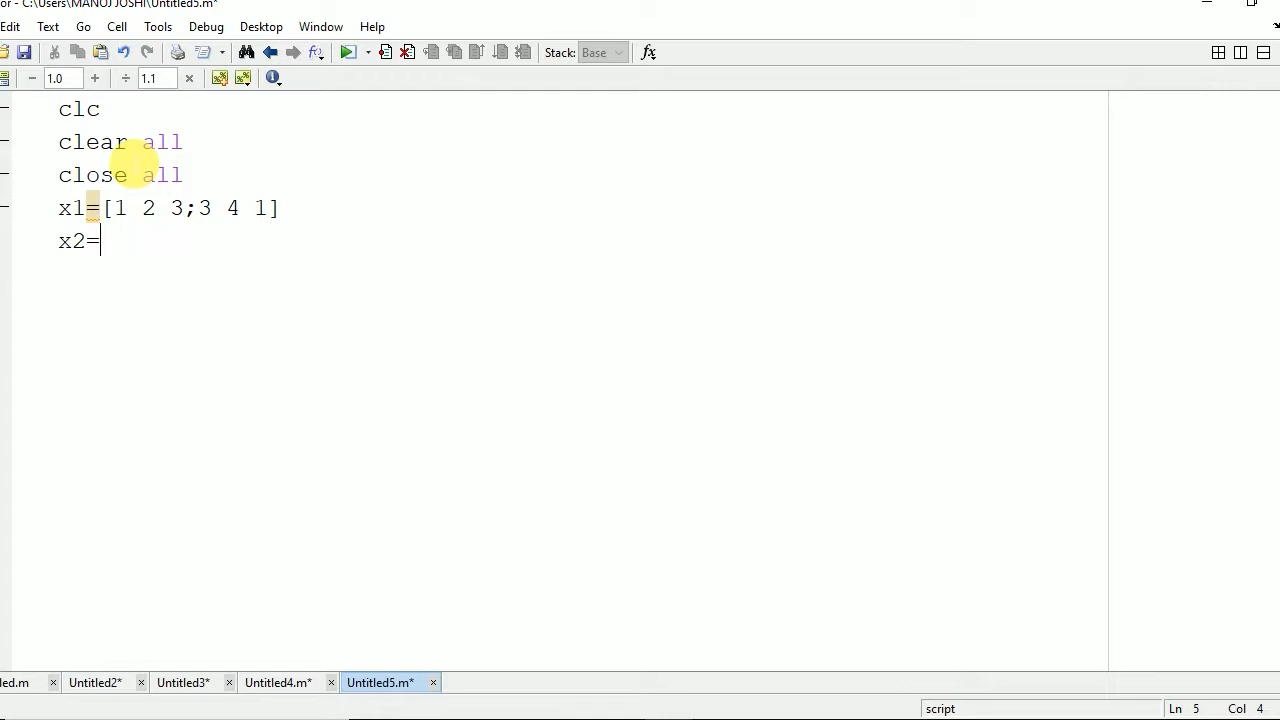 or - C:\Users\MANOJ JOSHI\Untitled5.m*
Edit Text Go Cell Tools Debug Desktop Window Help
Stack: Base fx
− 1.0 + ÷ 1.1 ×
clc
clear all
close all
x1=[1 2 3;3 4 1]
x2=
led.m Untitled2* Untitled3* Untitled4.m* Untitled5.m*
script Ln 5 Col 4